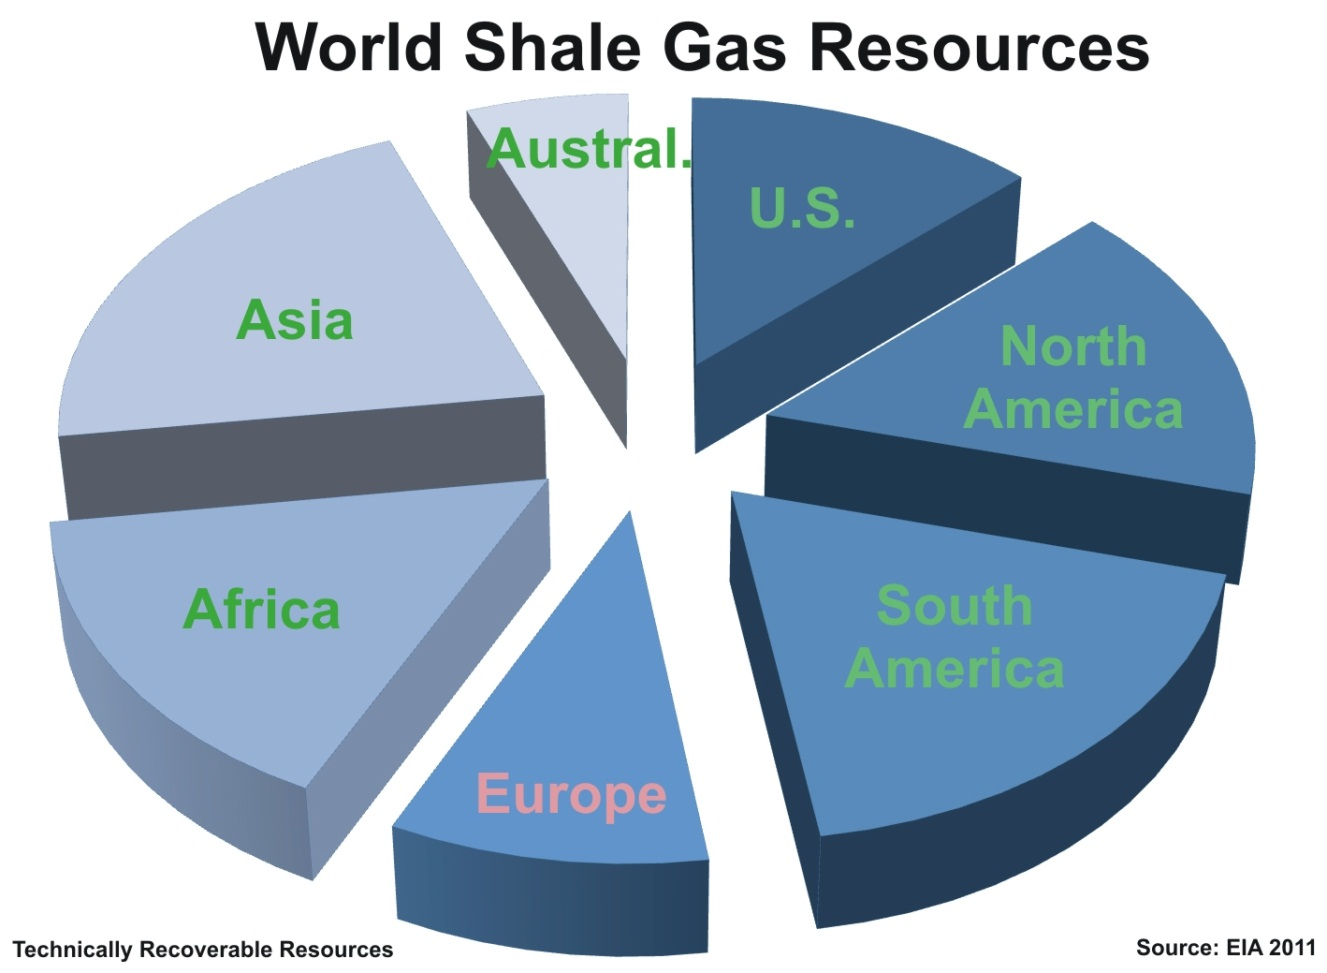 World Shale Gas Resources
Austral.
U.S.
North
America
Asia
South
America
Africa
Europe
Technically Recoverable Resources
Source: EIA 2011